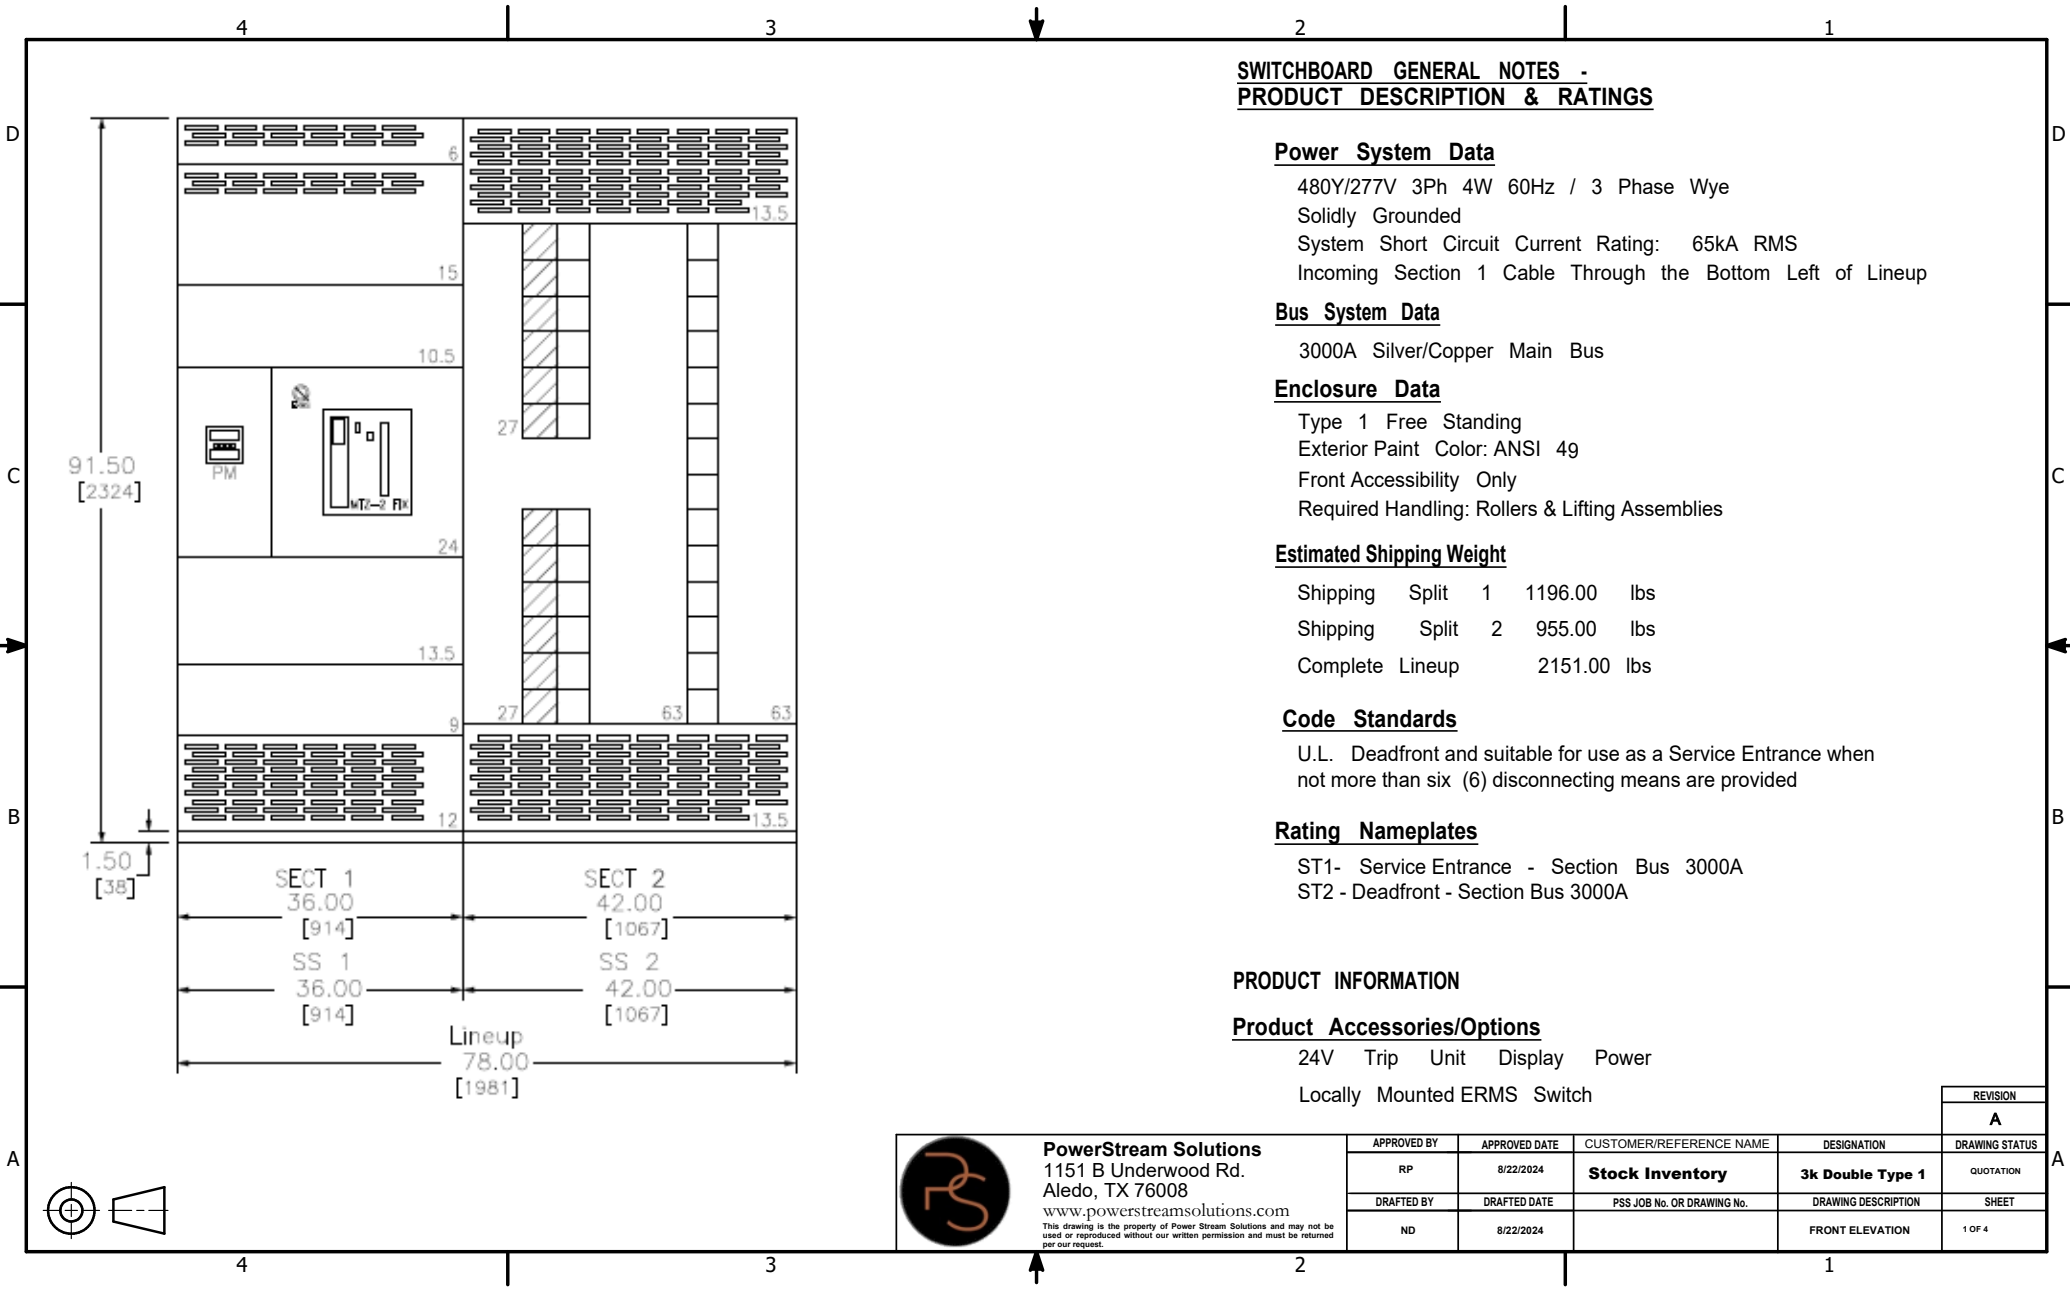 4 3 2 1
D
D
C
C
B
B
A
A
6
15
10.5
PM
MTZ-2 FIX
24
13.5
9
12
13.5
27
27
63
63
13.5
91.50
[2324]
1.50
[38]
SECT 1
36.00
[914]
SECT 2
42.00
[1067]
SS 1
36.00
[914]
SS 2
42.00
[1067]
Lineup
78.00
[1981]
SWITCHBOARD GENERAL NOTES -
PRODUCT DESCRIPTION & RATINGS
Power System Data
480Y/277V 3Ph 4W 60Hz / 3 Phase Wye
Solidly Grounded
System Short Circuit Current Rating: 65kA RMS
Incoming Section 1 Cable Through the Bottom Left of Lineup
Bus System Data
3000A Silver/Copper Main Bus
Enclosure Data
Type 1 Free Standing
Exterior Paint Color: ANSI 49
Front Accessibility Only
Required Handling: Rollers & Lifting Assemblies
Estimated Shipping Weight
Shipping Split 1 1196.00 lbs
Shipping Split 2 955.00 lbs
Complete Lineup 2151.00 lbs
Code Standards
U.L. Deadfront and suitable for use as a Service Entrance when
not more than six (6) disconnecting means are provided
Rating Nameplates
ST1- Service Entrance - Section Bus 3000A
ST2 - Deadfront - Section Bus 3000A
PRODUCT INFORMATION
Product Accessories/Options
24V Trip Unit Display Power
Locally Mounted ERMS Switch
REVISION
A
PS
PowerStream Solutions
1151 B Underwood Rd.
Aledo, TX 76008
www.powerstreamsolutions.com
This drawing is the property of Power Stream Solutions and may not be
used or reproduced without our written permission and must be returned
per our request.
APPROVED BY
RP
DRAFTED BY
ND
APPROVED DATE
8/22/2024
DRAFTED DATE
8/22/2024
CUSTOMER/REFERENCE NAME
Stock Inventory
PSS JOB No. OR DRAWING No.
DESIGNATION
3k Double Type 1
DRAWING DESCRIPTION
FRONT ELEVATION
DRAWING STATUS
QUOTATION
SHEET
1 OF 4
4 3 2 1